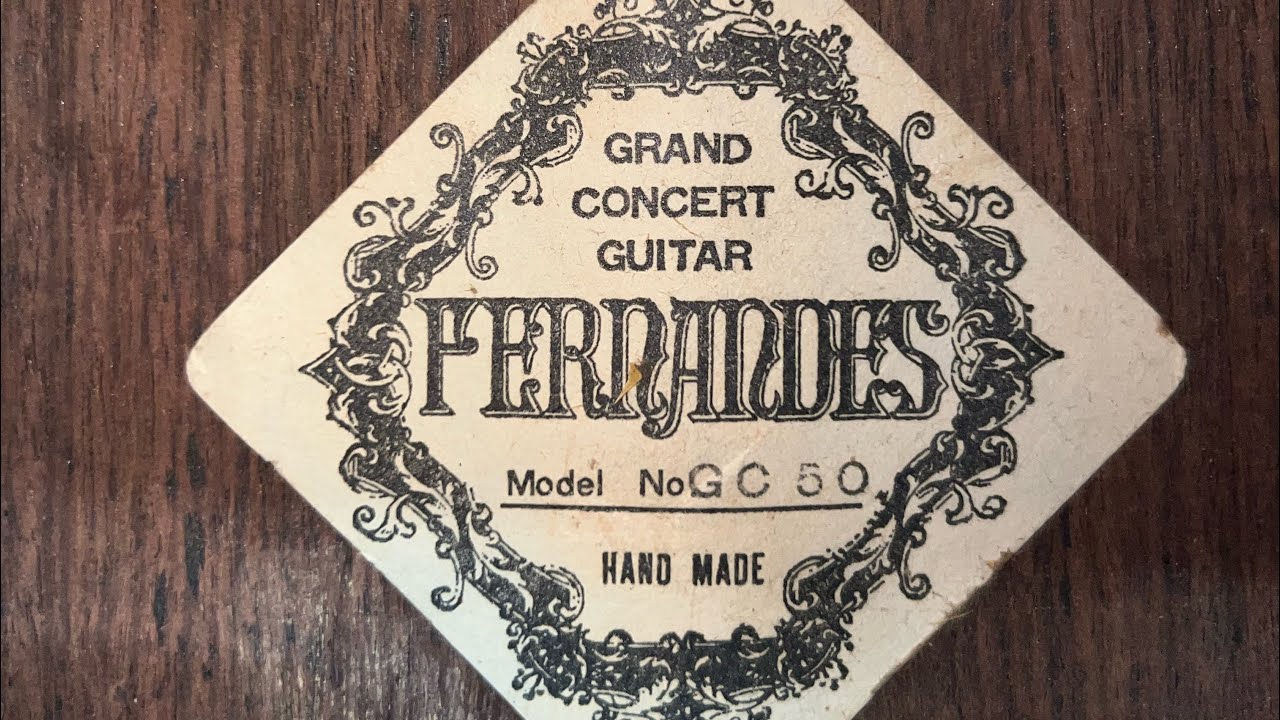 GRAND
CONCERT
GUITAR
FERNANDES
Model No GC 50
HAND MADE